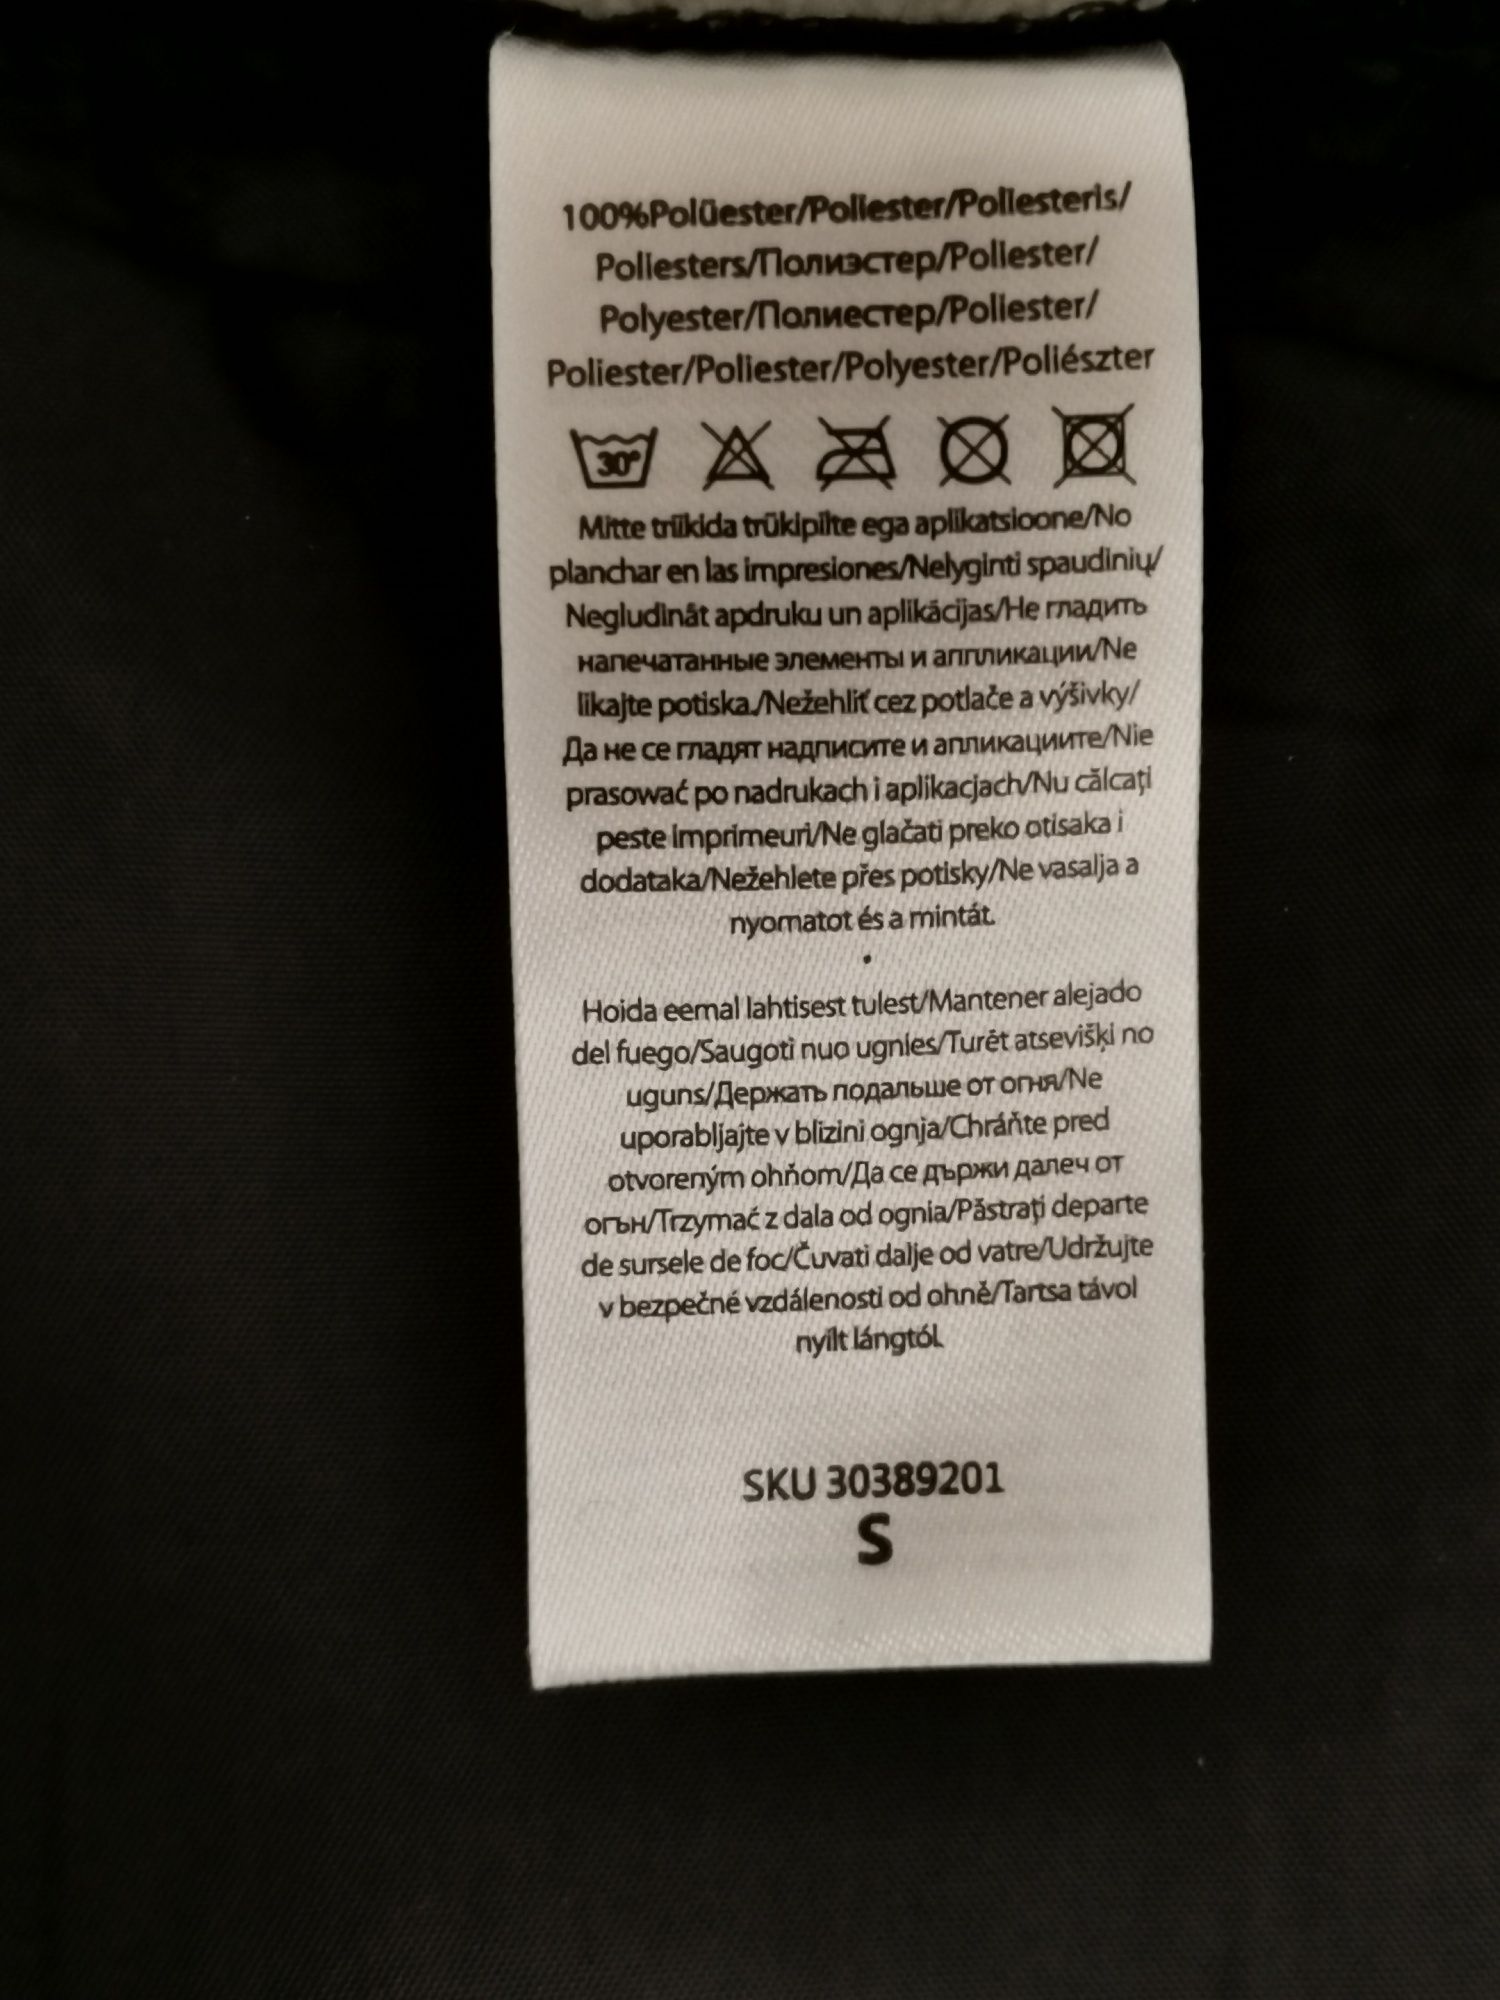 100%Polüester/Poliester/Poliesteris/
Poliesters/Полиэстер/Poliester/
Polyester/Полиестер/Poliester/
Poliester/Poliester/Polyester/Poliészter
30°
Mitte triikida trükipilte ega aplikatsioone/No
planchar en las impresiones/Nelyginti spaudinių/
Negludināt apdruku un aplikācijas/Не гладить
напечатанные элементы и аппликации/Ne
likajte potiska./Nežehliť cez potlače a výšivky/
Да не се гладят надписите и апликациите/Nie
prasować po nadrukach i aplikacjach/Nu călcați
peste imprimeuri/Ne glačati preko otisaka i
dodataka/Nežehlete přes potisky/Ne vasalja a
nyomatot és a mintát.
Hoida eemal lahtisest tulest/Mantener alejado
del fuego/Saugoti nuo ugnies/Turēt atsevišķi no
uguns/Держать подальше от огня/Ne
uporabljajte v blizini ognja/Chráňte pred
otvoreným ohňom/Да се държи далеч от
огън/Trzymać z dala od ognia/Păstrați departe
de sursele de foc/Čuvati dalje od vatre/Udržujte
v bezpečné vzdálenosti od ohně/Tartsa távol
nyílt lángtól.
SKU 30389201
S